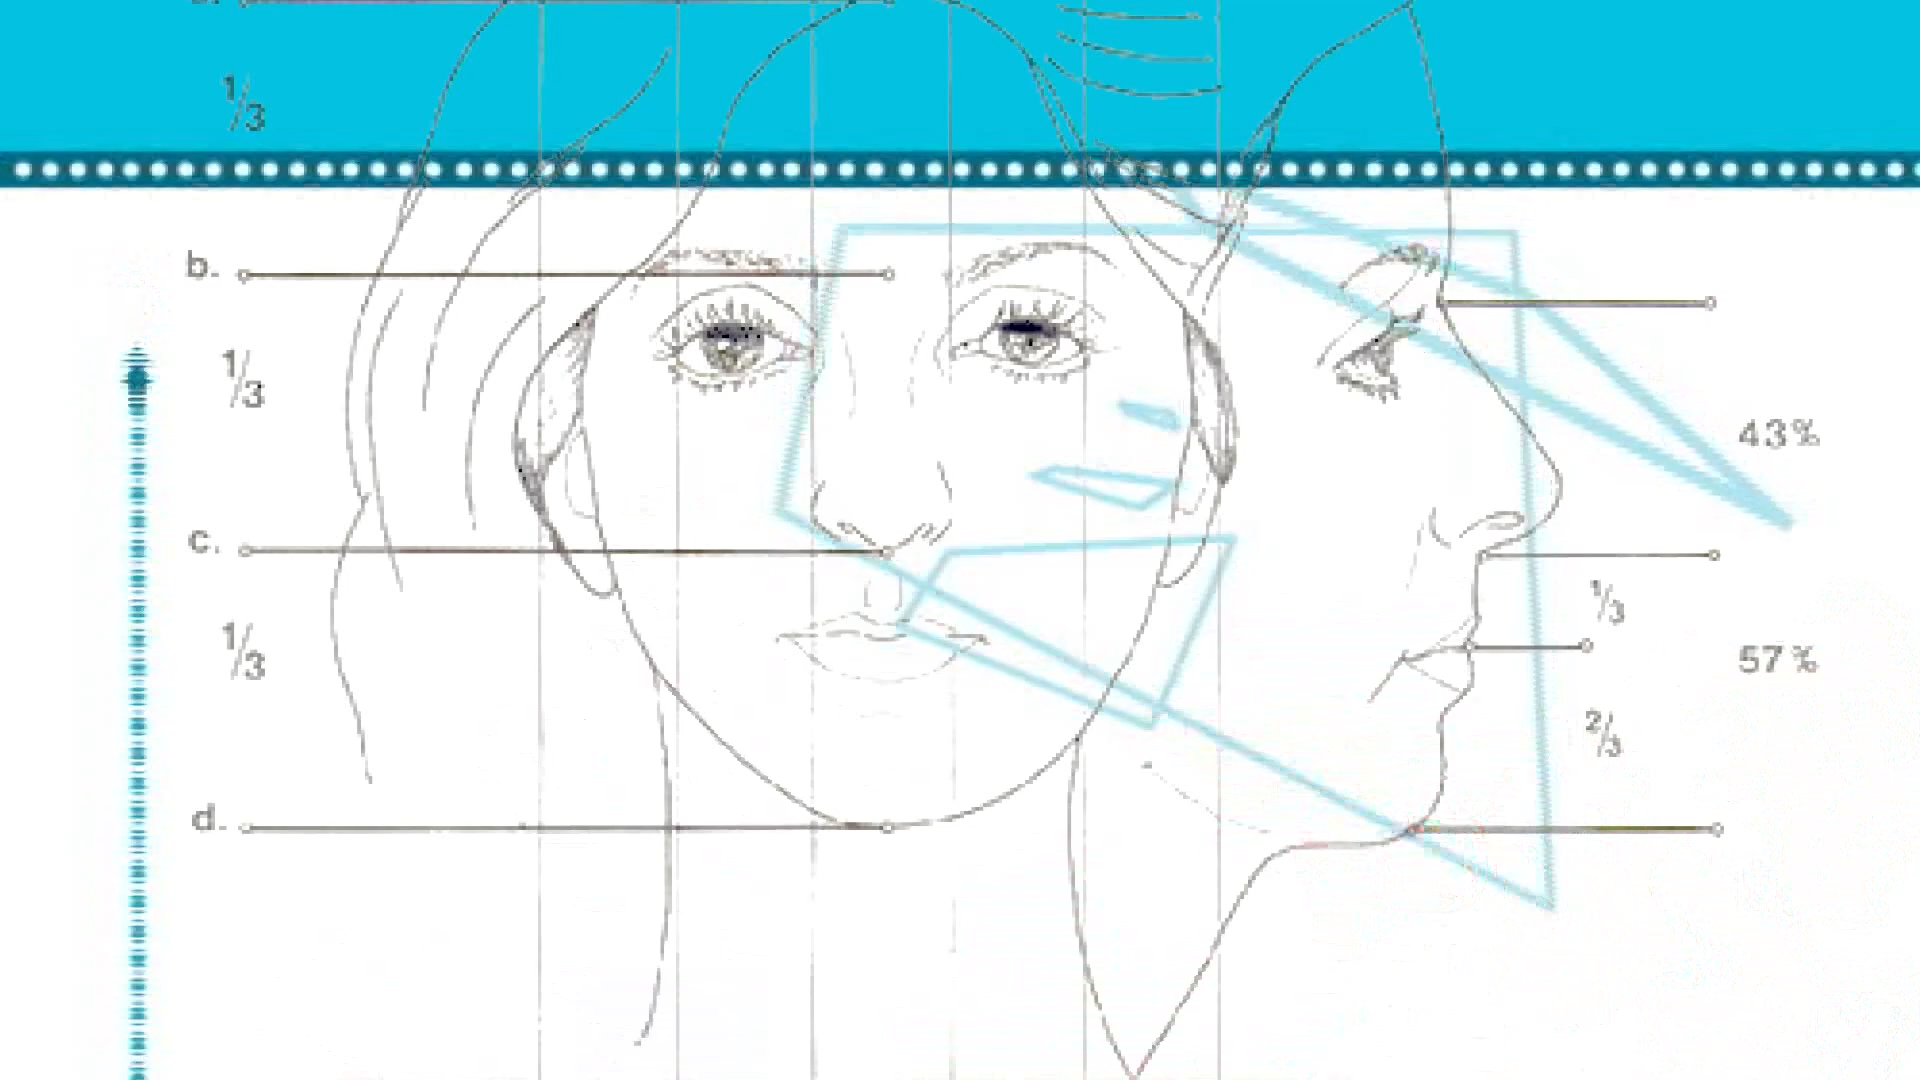 1/3
b.
1/3
43%
c.
1/3
1/3
57%
2/3
d.